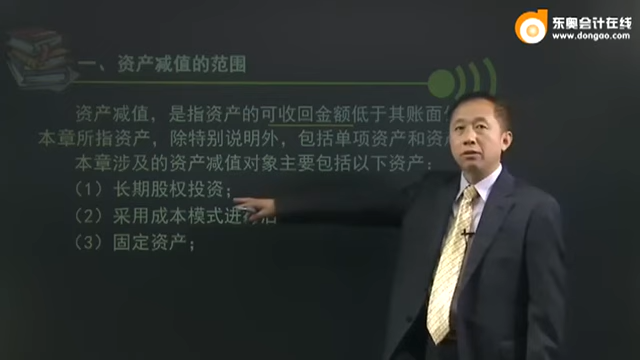 东奥会计在线
www.dongao.com
一、资产减值的范围
资产减值，是指资产的可收回金额低于其账面
本章所指资产，除特别说明外，包括单项资产和资
本章涉及的资产减值对象主要包括以下资产：
（1）长期股权投资；
（2）采用成本模式进行后
（3）固定资产；